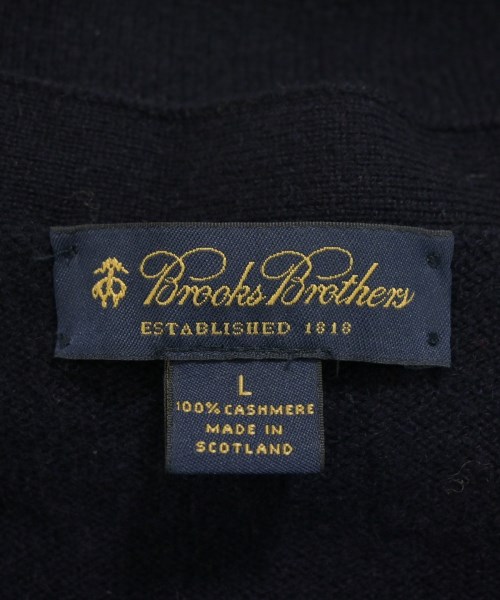 Brooks Brothers
ESTABLISHED 1818
L
100% CASHMERE
MADE IN
SCOTLAND